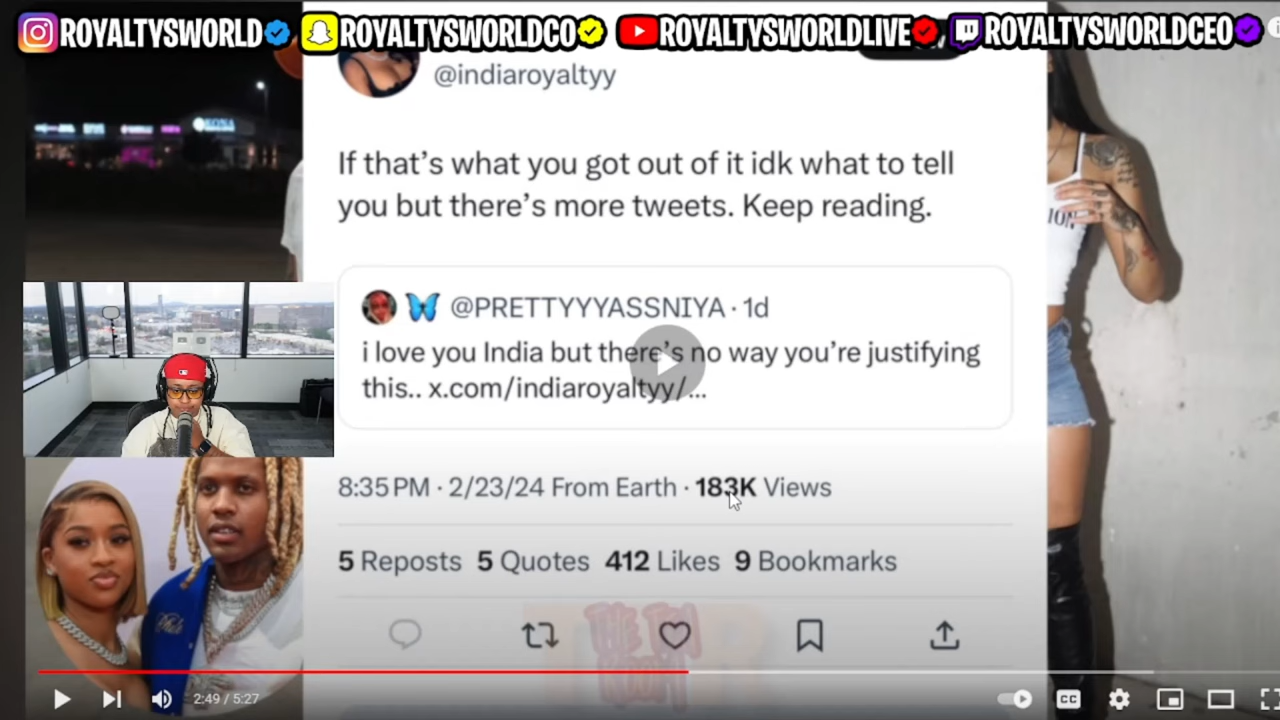 ROYALTYSWORLD ROYALTYSWORLDCO ROYALTYSWORLDLIVE ROYALTYSWORLDCEO
@indiaroyaltyy
If that’s what you got out of it idk what to tell
you but there’s more tweets. Keep reading.
@PRETTYYYASSNIYA · 1d
i love you India but there’s no way you’re justifying
this.. x.com/indiaroyaltyy/...
8:35 PM · 2/23/24 From Earth · 183K Views
5 Reposts 5 Quotes 412 Likes 9 Bookmarks
2:49 / 5:27
CC